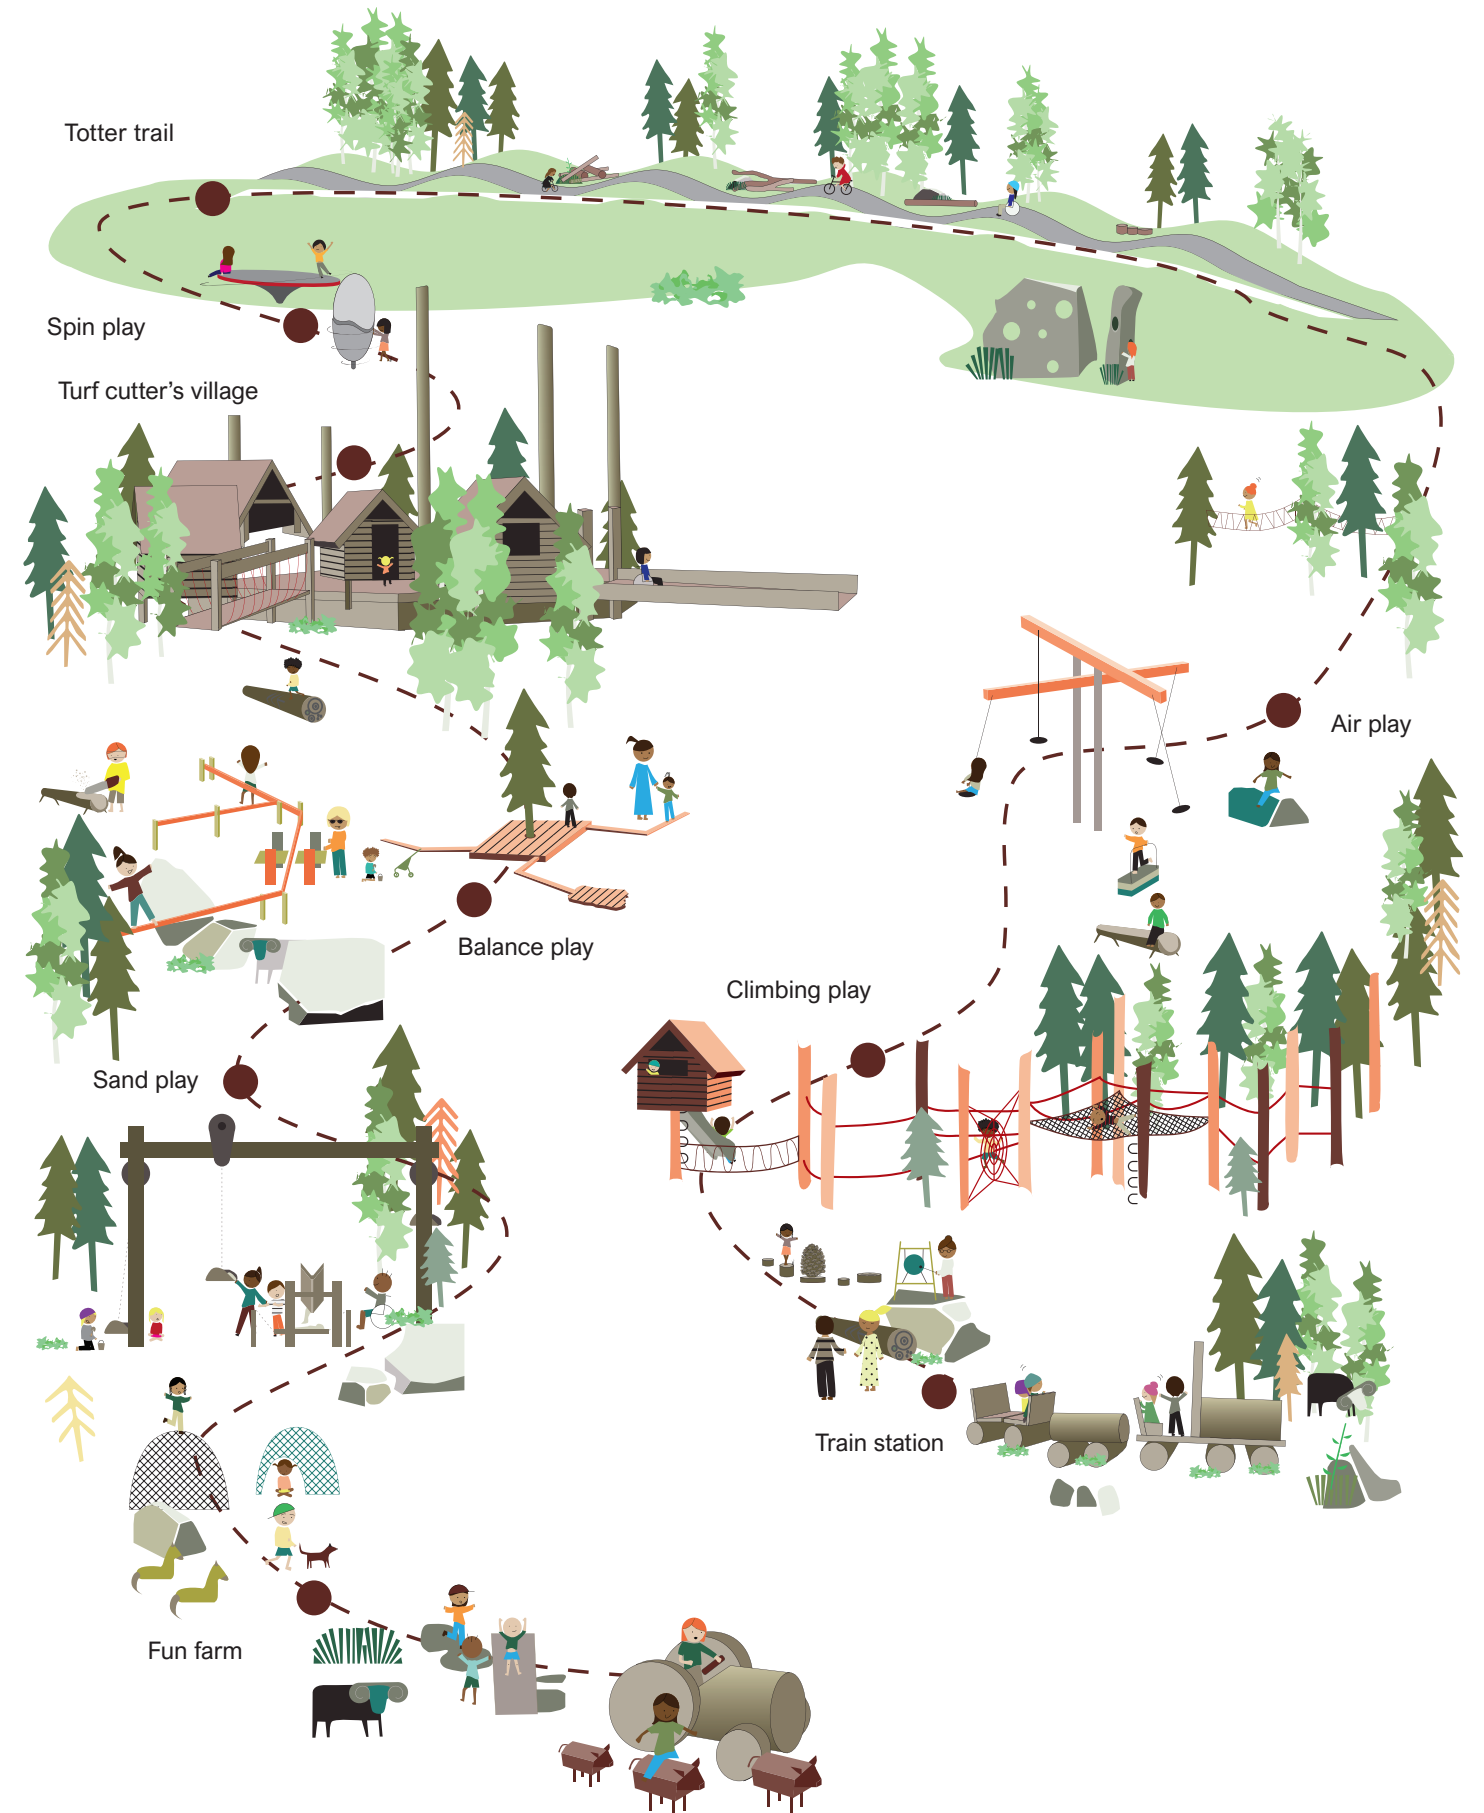 Totter trail
Spin play
Turf cutter’s village
Air play
Balance play
Climbing play
Sand play
Train station
Fun farm